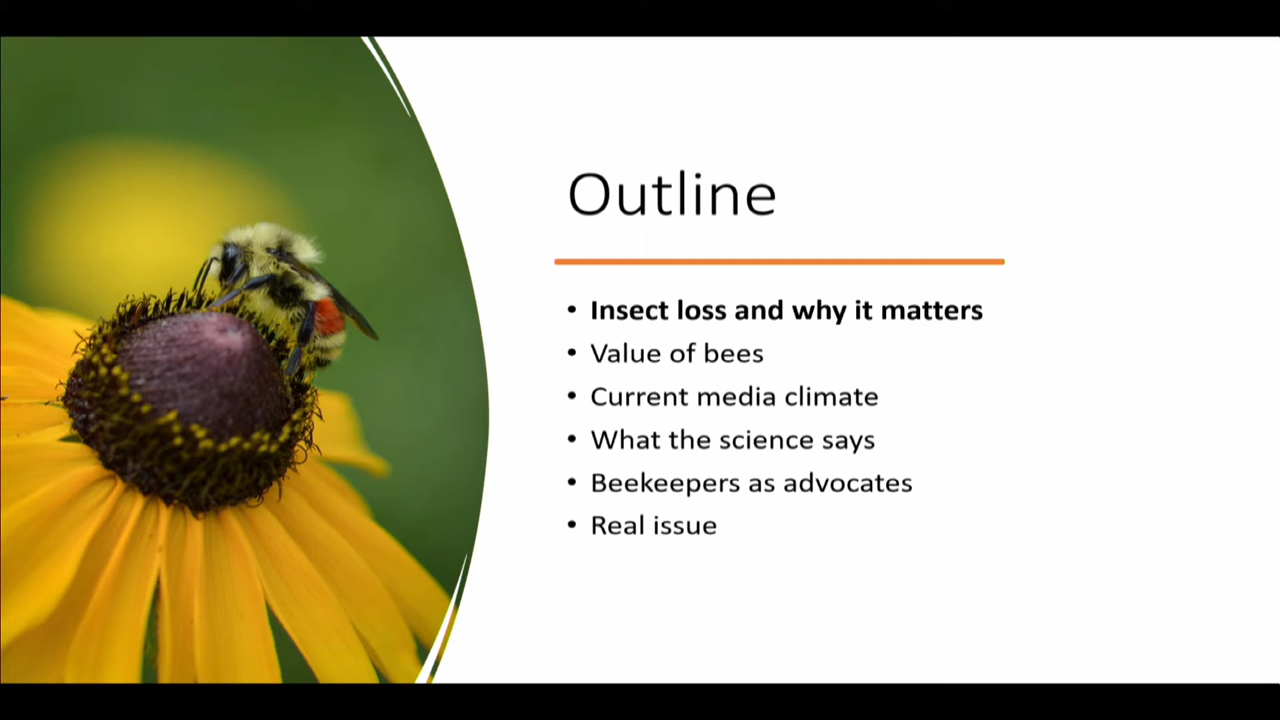 Outline
• Insect loss and why it matters
• Value of bees
• Current media climate
• What the science says
• Beekeepers as advocates
• Real issue